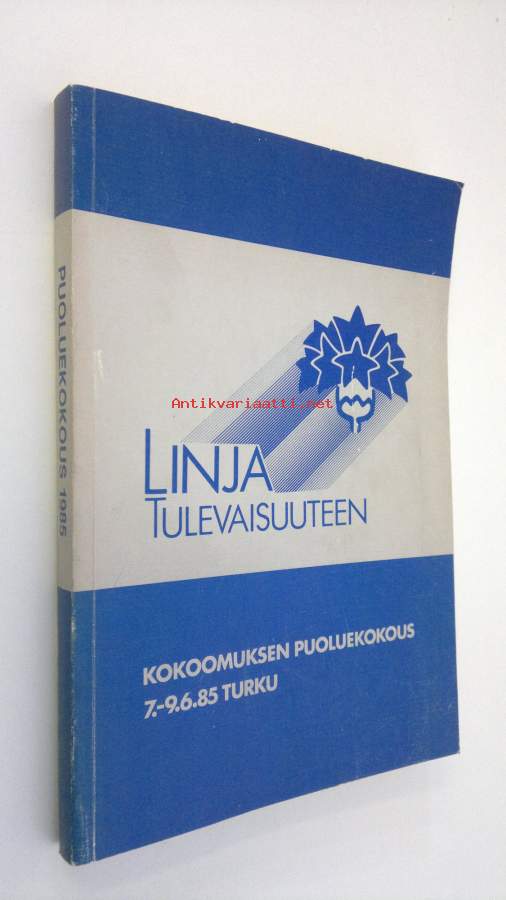 PUOLUEKOKOUS 1985
Antikvariaatti.net
LINJA
TULEVAISUUTEEN
KOKOOMUKSEN PUOLUEKOKOUS
7.-9.6.85 TURKU